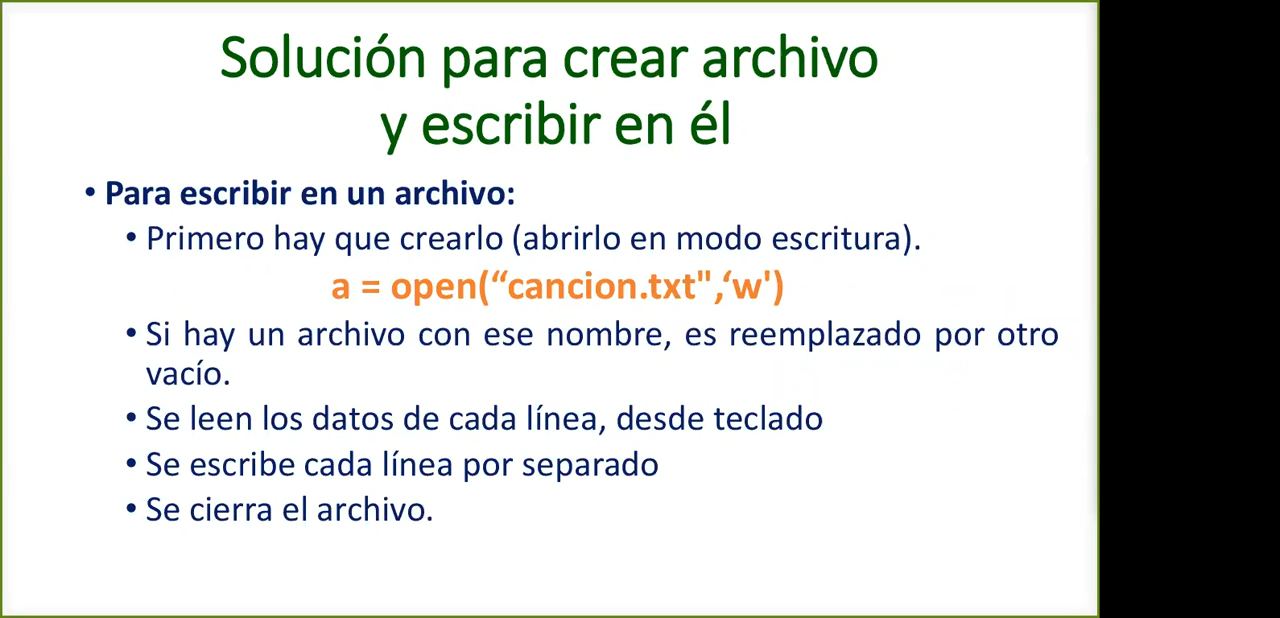 Solución para crear archivo
y escribir en él
• Para escribir en un archivo:
• Primero hay que crearlo (abrirlo en modo escritura).
a = open(“cancion.txt",‘w')
• Si hay un archivo con ese nombre, es reemplazado por otro
vacío.
• Se leen los datos de cada línea, desde teclado
• Se escribe cada línea por separado
• Se cierra el archivo.